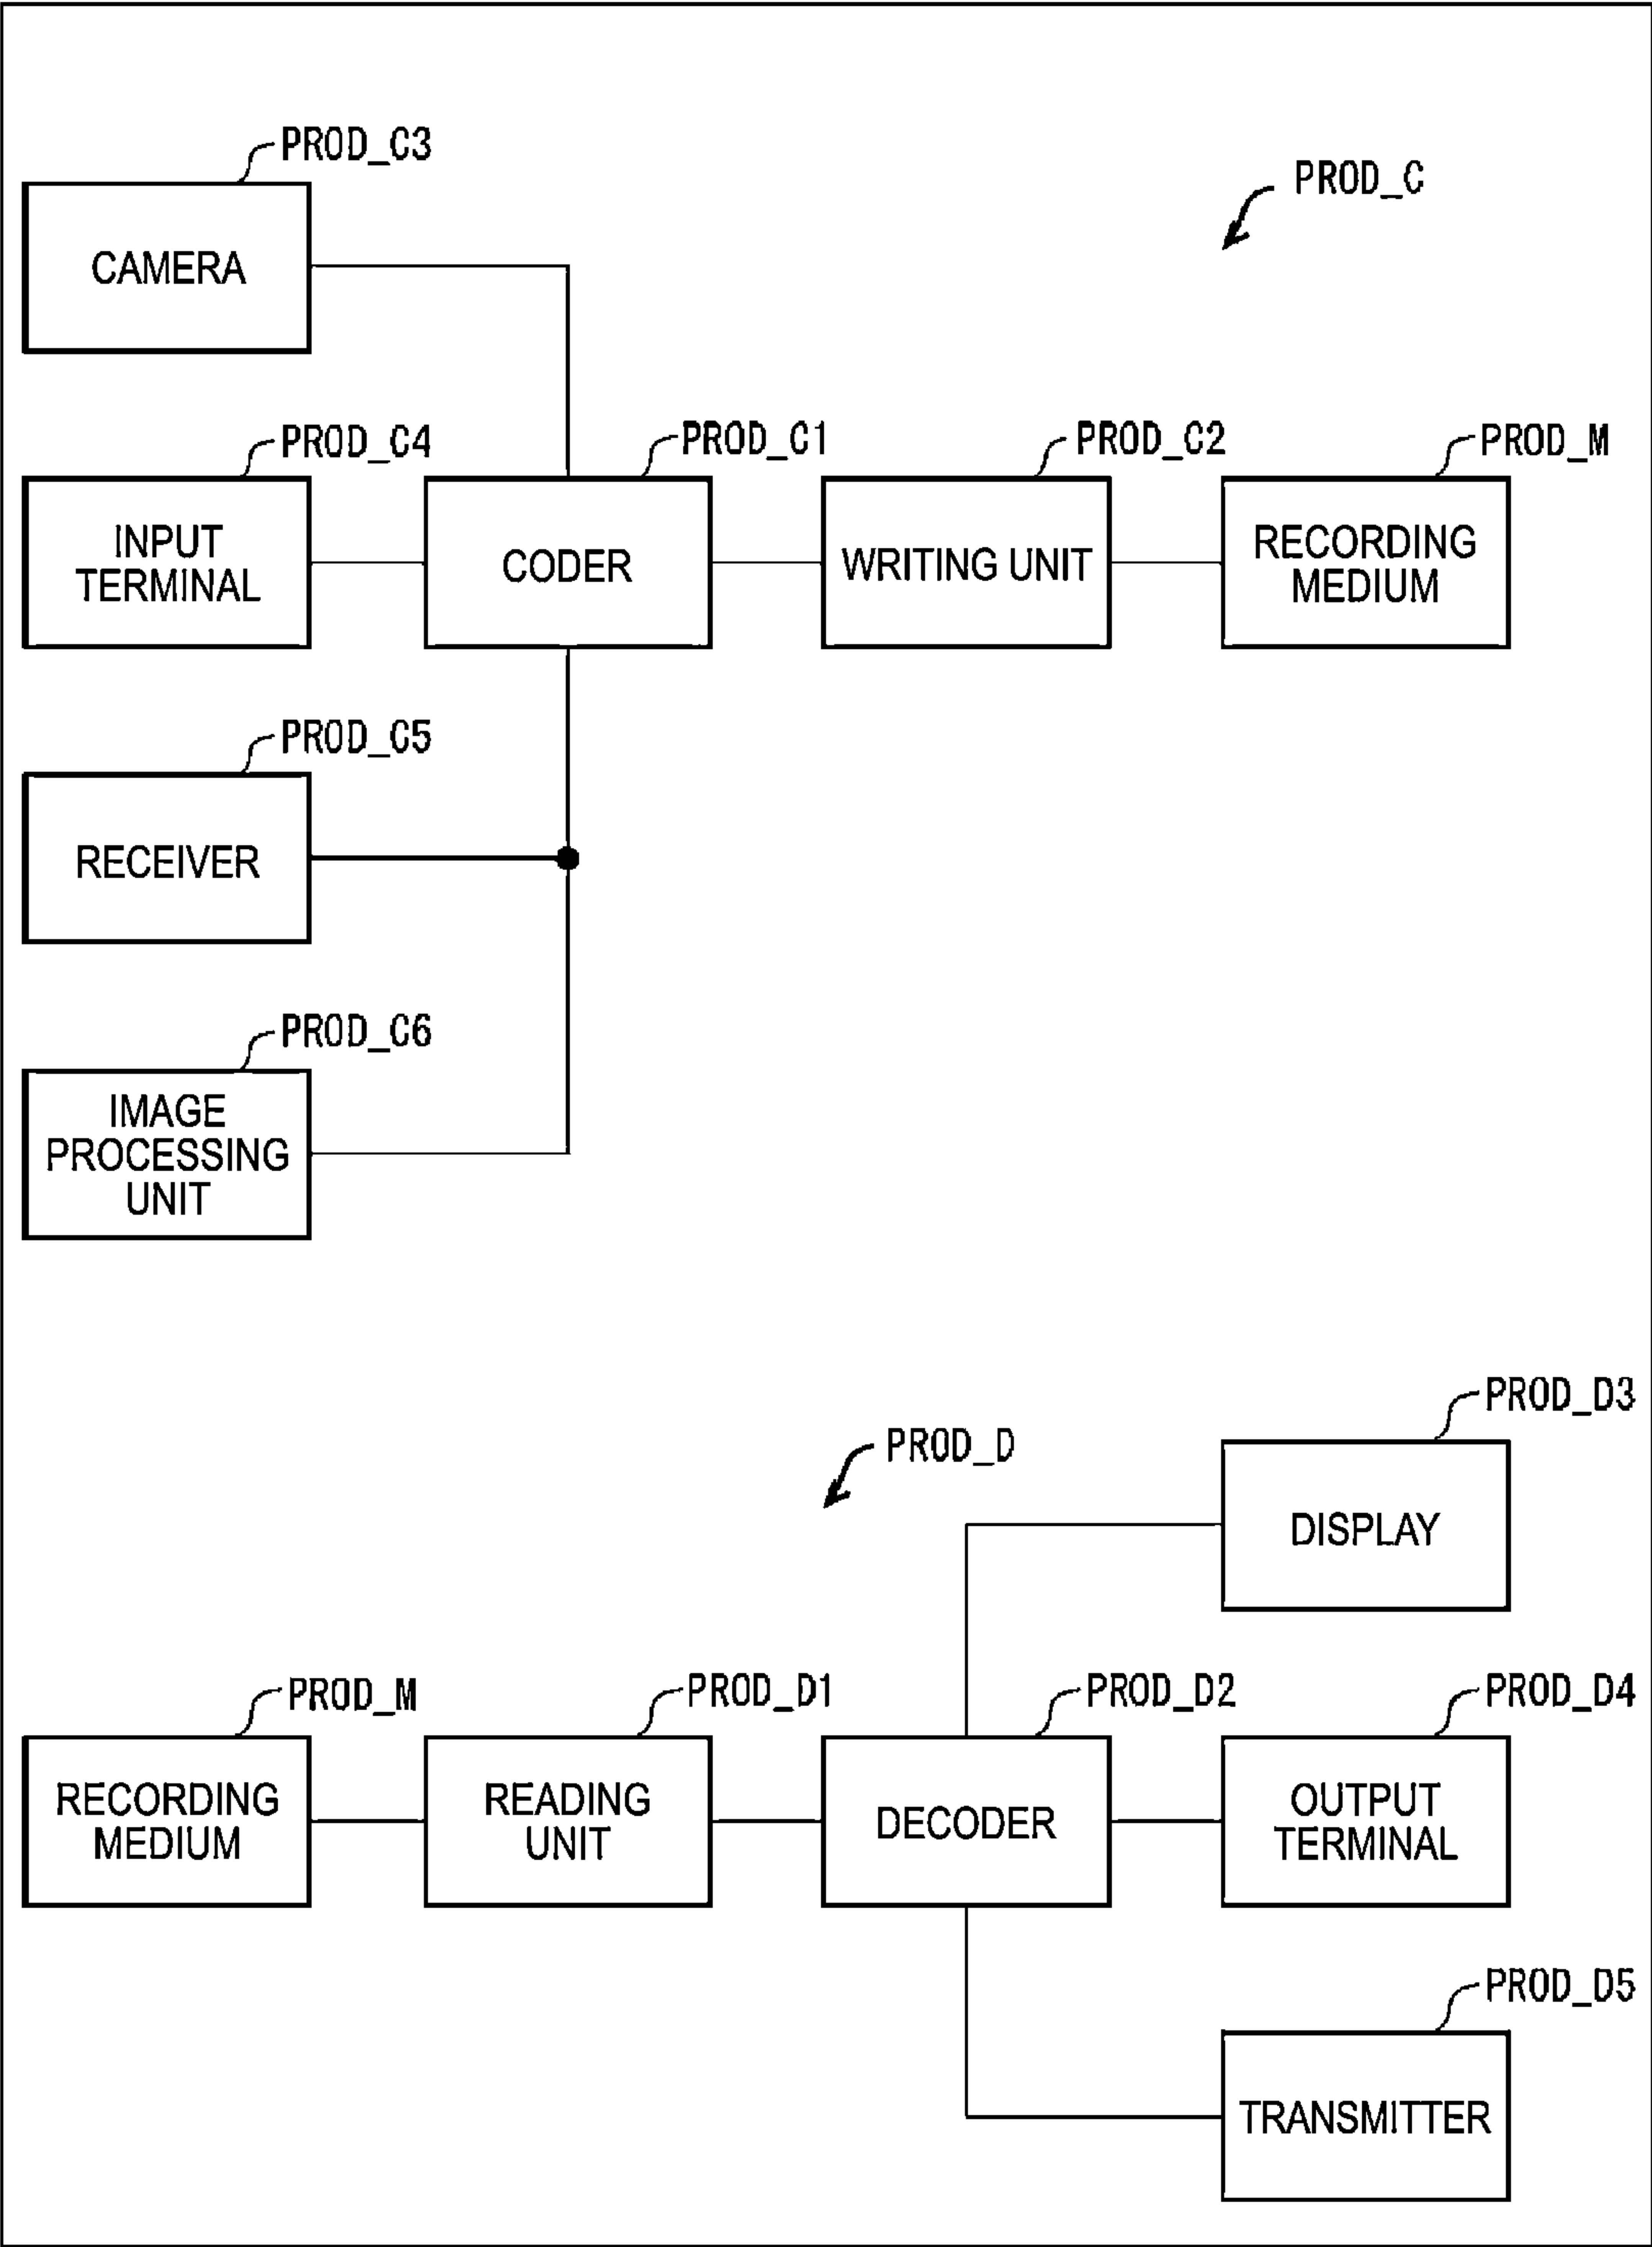 PROD_C3
PROD_C
CAMERA
PROD_C4
PROD_C1
PROD_C2
PROD_M
INPUT
TERMINAL
CODER
WRITING UNIT
RECORDING
MEDIUM
PROD_C5
RECEIVER
PROD_C6
IMAGE
PROCESSING
UNIT
PROD_D3
PROD_D
DISPLAY
PROD_M
PROD_D1
PROD_D2
PROD_D4
RECORDING
MEDIUM
READING
UNIT
DECODER
OUTPUT
TERMINAL
PROD_D5
TRANSMITTER